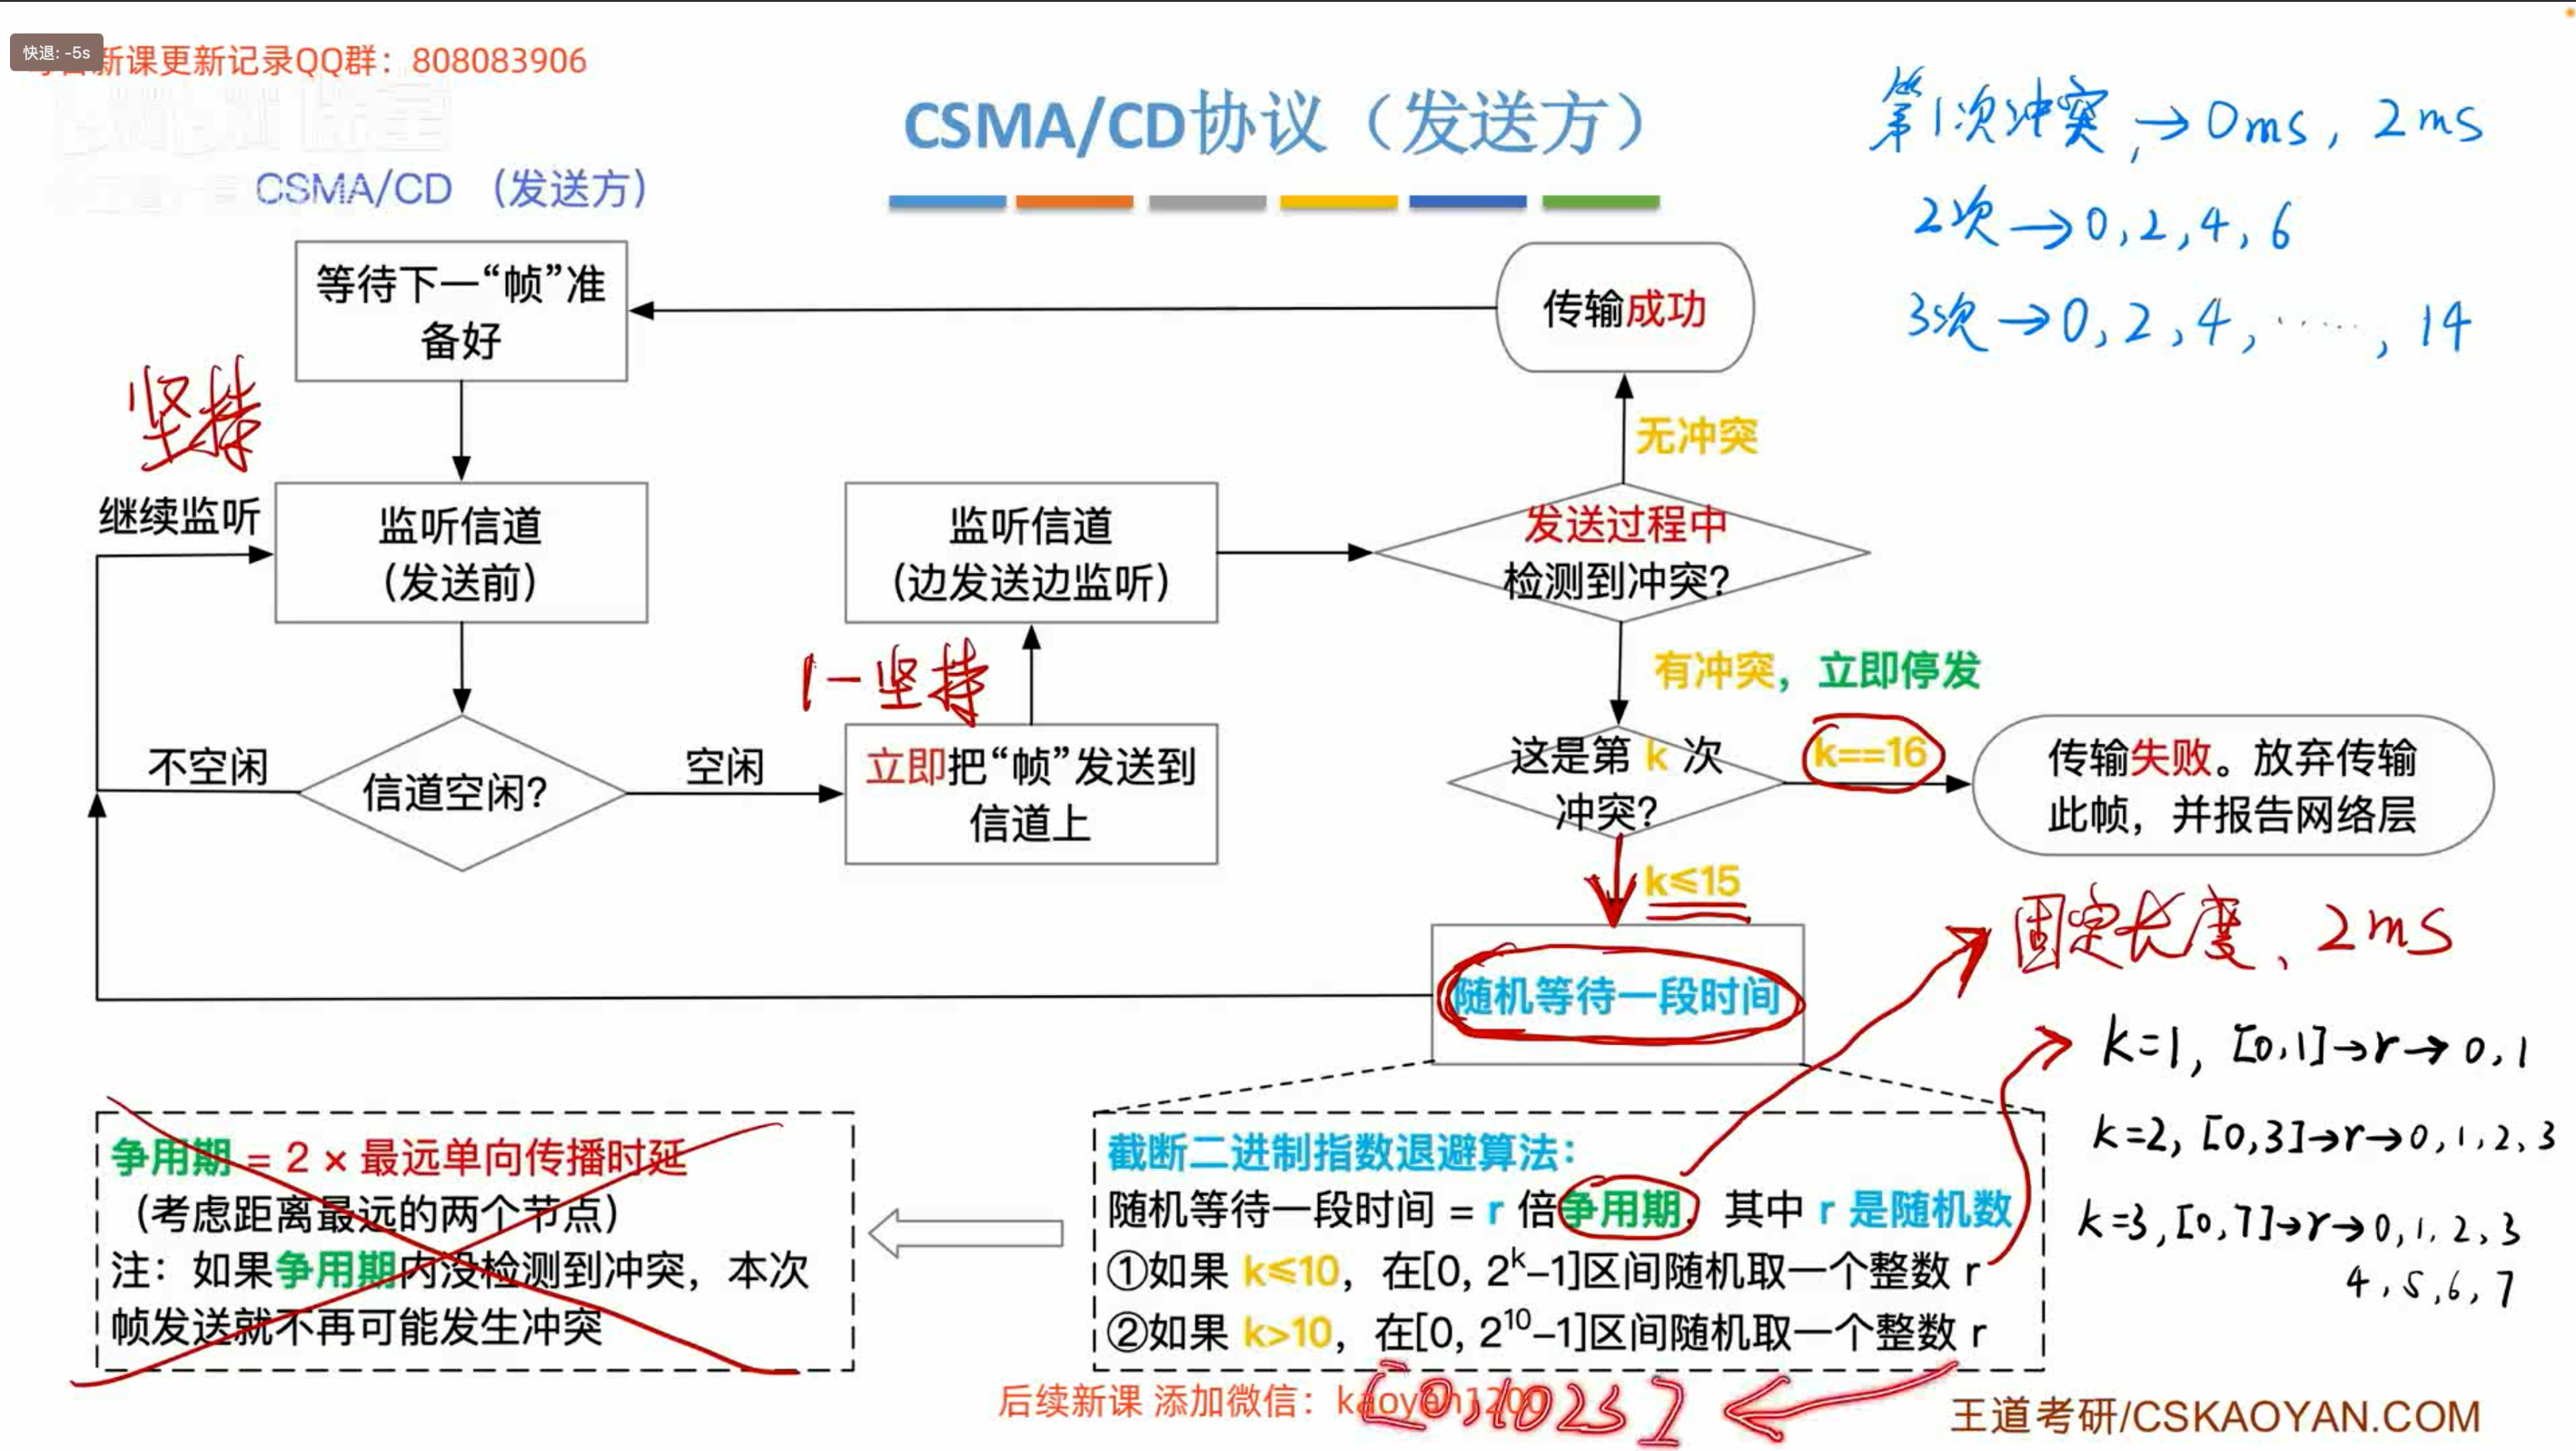 快退: -5s
新课更新记录QQ群：808083906
CSMA/CD协议（发送方）
CSMA/CD （发送方）
第1次冲突, → 0ms, 2ms
2次 → 0, 2, 4, 6
3次 → 0, 2, 4, ……, 14
等待下一“帧”准
备好
传输成功
坚持
无冲突
继续监听
监听信道
(发送前)
监听信道
(边发送边监听)
发送过程中
检测到冲突?
1-坚持
有冲突，立即停发
不空闲
信道空闲?
空闲
立即把“帧”发送到
信道上
这是第 k 次
冲突?
k==16
传输失败。放弃传输
此帧，并报告网络层
k≤15
固定长度、2ms
随机等待一段时间
k=1, [0,1]→r→0,1
k=2, [0,3]→r→0,1,2,3
k=3, [0,7]→r→0,1,2,3
4,5,6,7
争用期 = 2 × 最远单向传播时延
（考虑距离最远的两个节点）
注：如果争用期内没检测到冲突，本次
帧发送就不再可能发生冲突
截断二进制指数退避算法：
随机等待一段时间 = r 倍争用期，其中 r 是随机数
①如果 k≤10，在[0, 2ᵏ–1]区间随机取一个整数 r
②如果 k>10，在[0, 2¹⁰–1]区间随机取一个整数 r
[0,1023]
后续新课 添加微信：kaoyan1200
王道考研/CSKAOYAN.COM